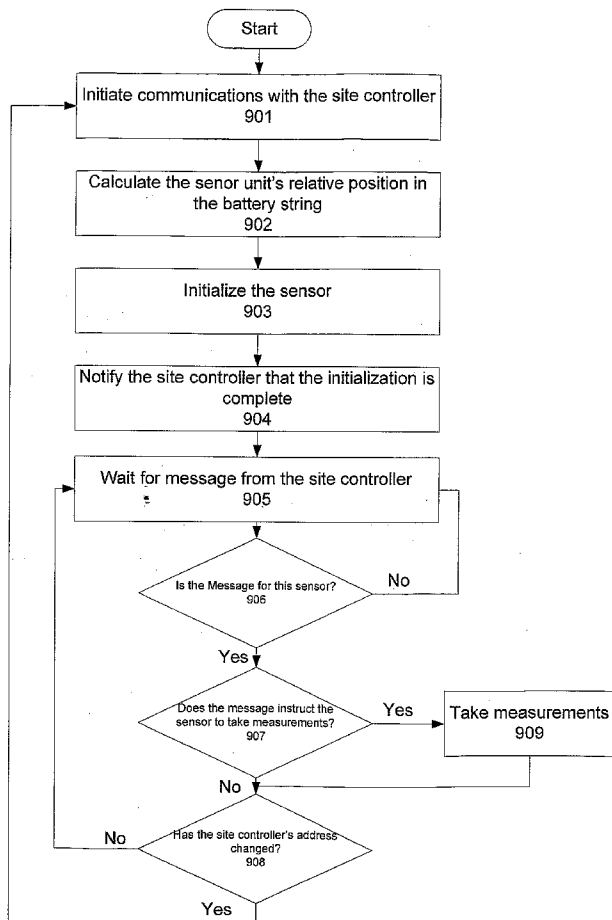 Start
Initiate communications with the site controller
901
Calculate the senor unit's relative position in
the battery string
902
Initialize the sensor
903
Notify the site controller that the initialization is
complete
904
Wait for message from the site controller
905
Is the Message for this sensor?
906
No
Yes
Does the message instruct the
sensor to take measurements?
907
Yes
Take measurements
909
No
Has the site controller's address
changed?
908
No
Yes